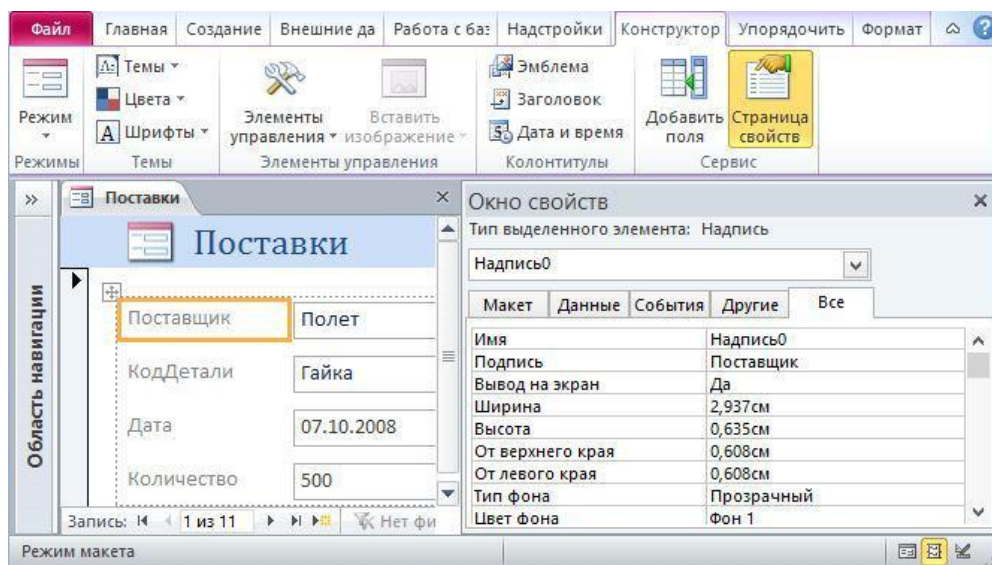 Файл Главная Создание Внешние да Работа с баз Надстройки Конструктор Упорядочить Формат
Режим
Режимы
Темы
Цвета
Шрифты
Темы
Элементы управления
Вставить изображение
Элементы управления
Эмблема
Заголовок
Дата и время
Колонтитулы
Добавить поля
Страница свойств
Сервис
Область навигации
Поставки
Поставки
Поставщик Полет
КодДетали Гайка
Дата 07.10.2008
Количество 500
Запись: 1 из 11 Нет фи
Окно свойств
Тип выделенного элемента: Надпись
Надпись0
Макет Данные События Другие Все
Имя Надпись0
Подпись Поставщик
Вывод на экран Да
Ширина 2,937см
Высота 0,635см
От верхнего края 0,608см
От левого края 0,608см
Тип фона Прозрачный
Цвет фона Фон 1
Режим макета